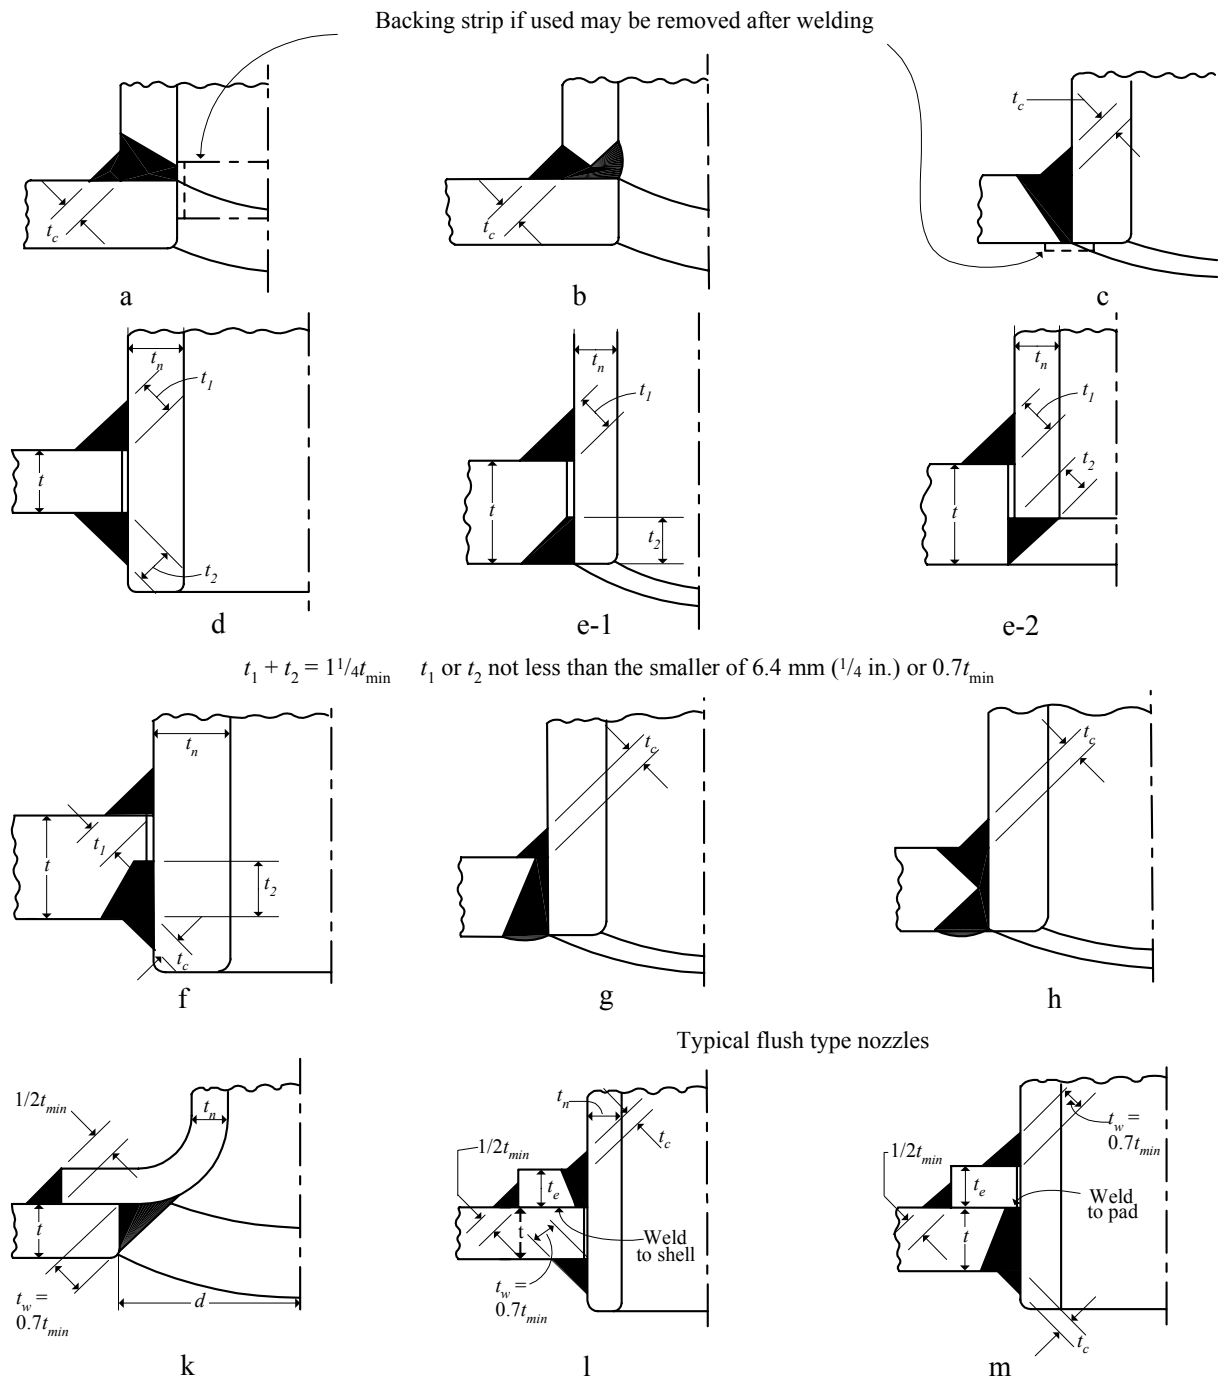 Backing strip if used may be removed after welding
t_c
t_c
t_c
a
b
c
t_n
t_1
t
t_2
d
t_n
t_1
t
t_2
e-1
t_n
t_1
t_2
t
e-2
t_1 + t_2 = 1 1/4 t_min t_1 or t_2 not less than the smaller of 6.4 mm (1/4 in.) or 0.7t_min
t_n
t_1
t
t_2
t_c
f
t_c
g
t_c
h
Typical flush type nozzles
1/2t_min
t_n
t
t_w =
0.7t_min
d
k
t_n
t_c
1/2t_min
t_e
t
Weld
to shell
t_w =
0.7t_min
l
t_w =
0.7t_min
1/2t_min
t_e
Weld
to pad
t
t_c
m